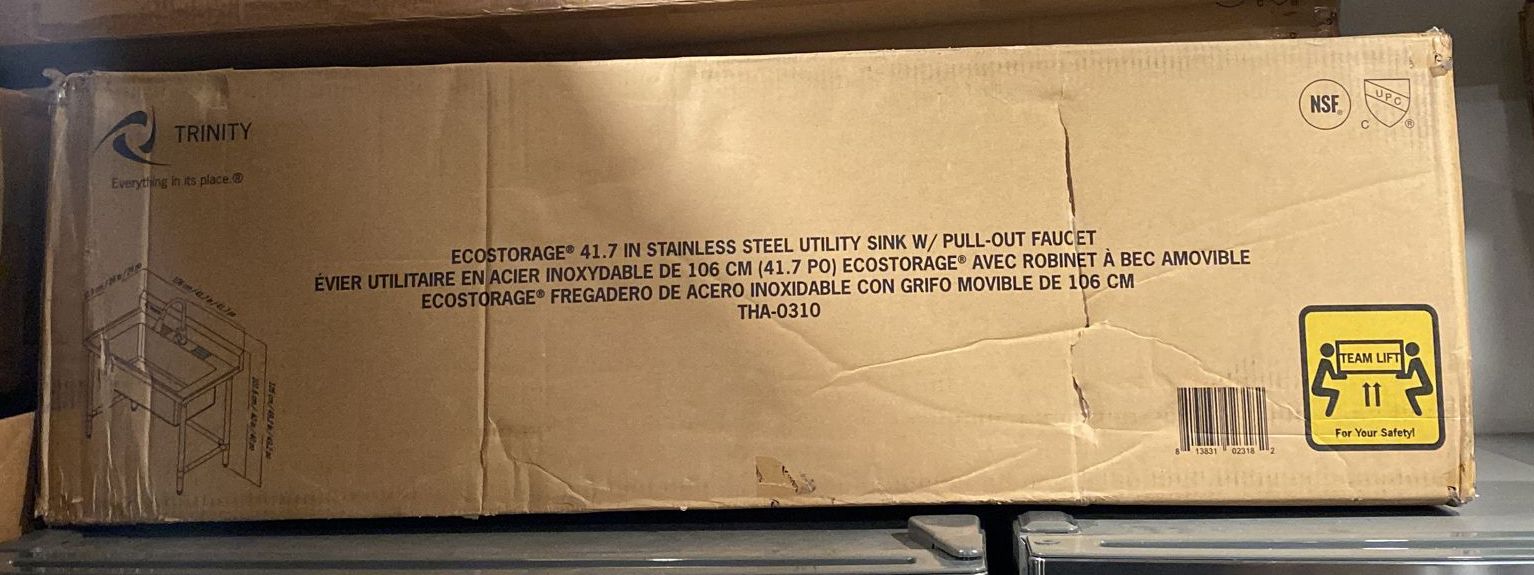 TRINITY
Everything in its place.®
NSF®
UPC
C ®
ECOSTORAGE® 41.7 IN STAINLESS STEEL UTILITY SINK W/ PULL-OUT FAUCET
ÉVIER UTILITAIRE EN ACIER INOXYDABLE DE 106 CM (41.7 PO) ECOSTORAGE® AVEC ROBINET À BEC AMOVIBLE
ECOSTORAGE® FREGADERO DE ACERO INOXIDABLE CON GRIFO MOVIBLE DE 106 CM
THA-0310
TEAM LIFT
For Your Safety!
8 13831 02318 2